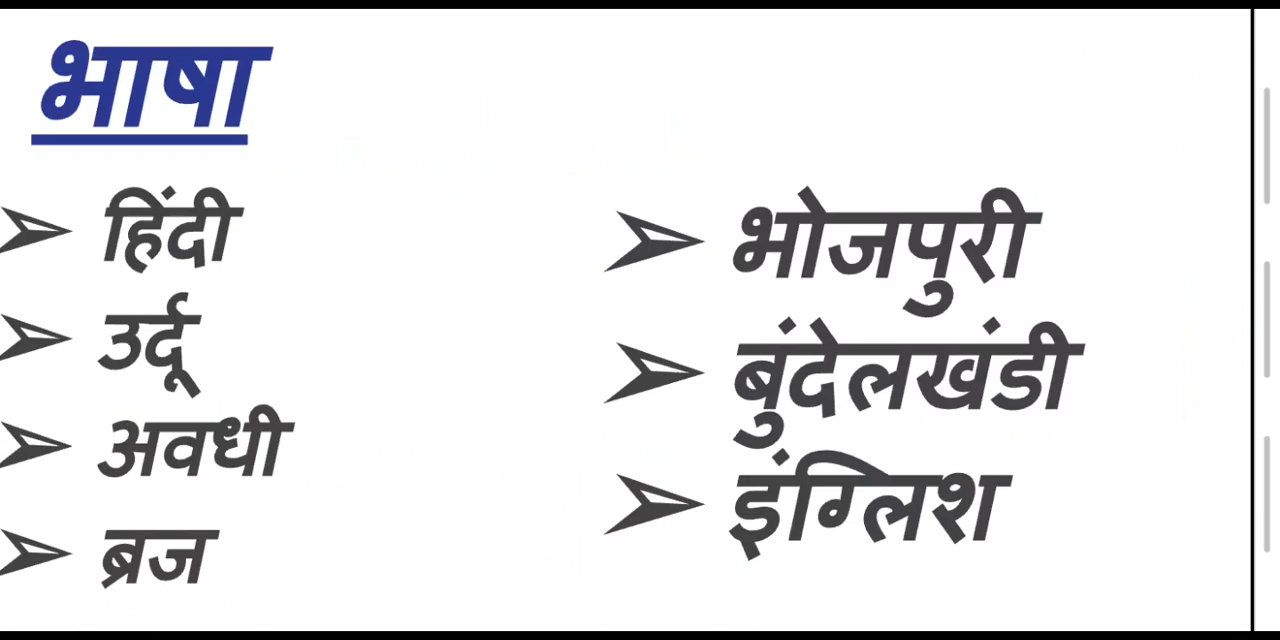 भाषा
हिंदी
उर्दू
अवधी
ब्रज
भोजपुरी
बुंदेलखंडी
इंग्लिश